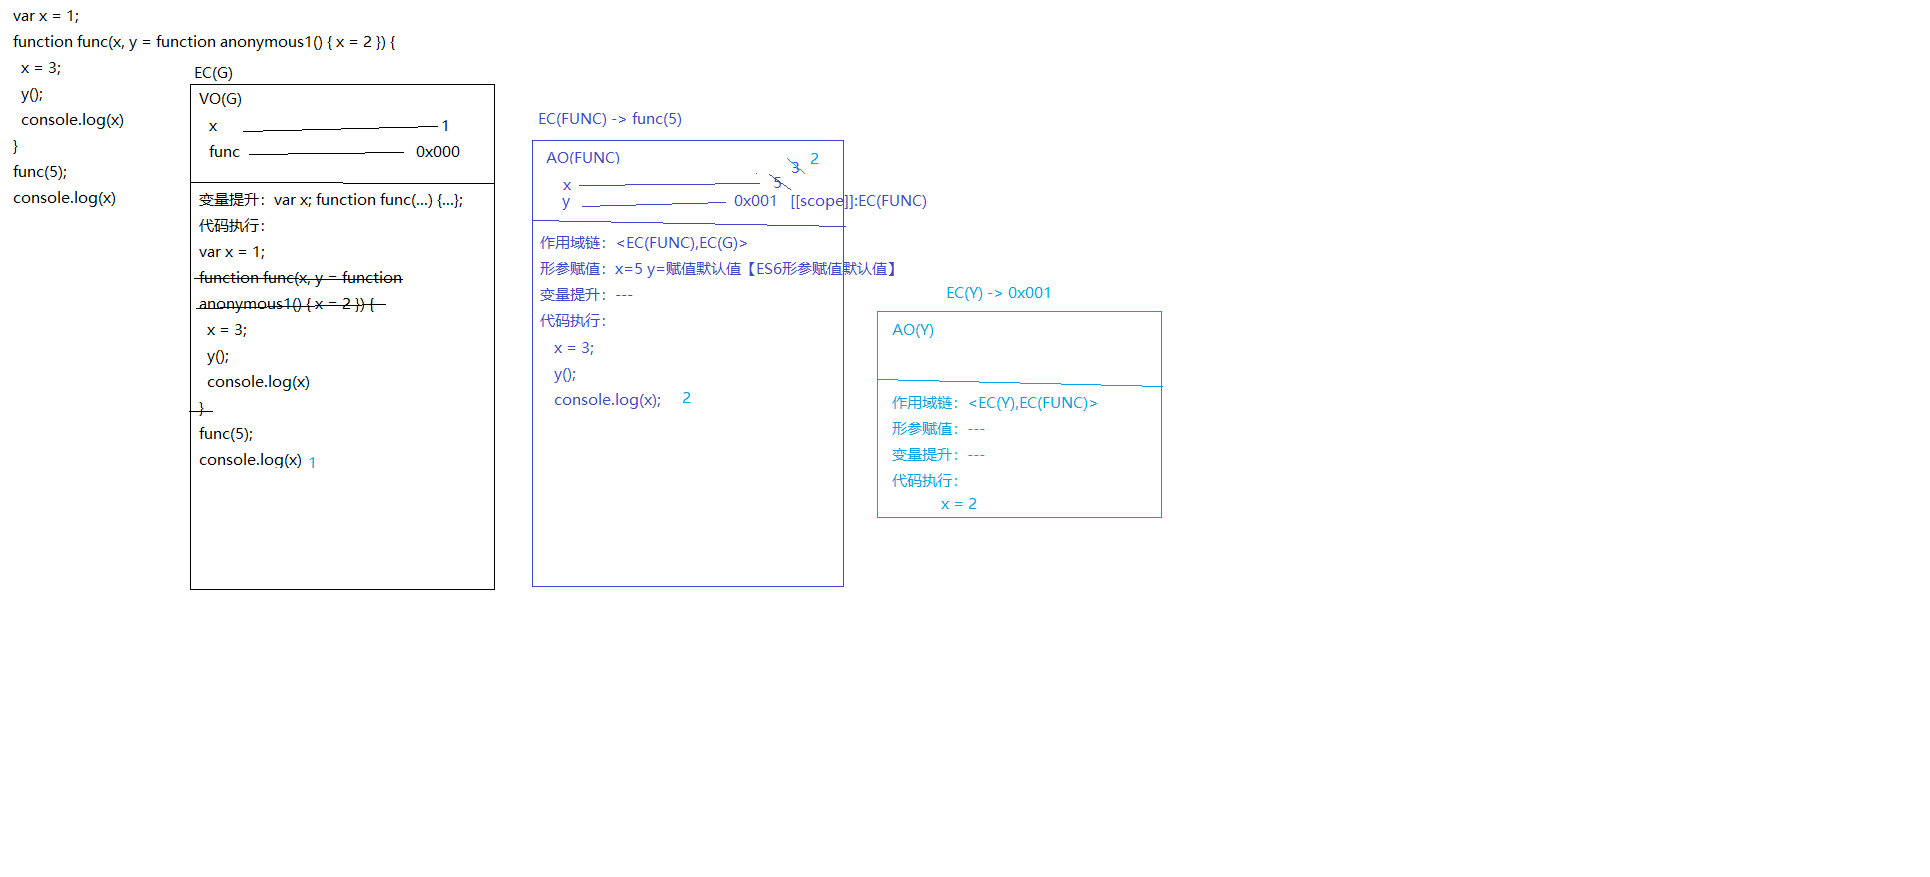 var x = 1;
function func(x, y = function anonymous1() { x = 2 }) {
  x = 3;
  y();
  console.log(x)
}
func(5);
console.log(x)
EC(G)
VO(G)
x 1
func 0x000
变量提升：var x; function func(...) {...};
代码执行：
var x = 1;
function func(x, y = function
anonymous1() { x = 2 }) {
  x = 3;
  y();
  console.log(x)
}
func(5);
console.log(x) 1
EC(FUNC) -> func(5)
AO(FUNC)
x 5 3 2
y 0x001 [[scope]]:EC(FUNC)
作用域链：<EC(FUNC),EC(G)>
形参赋值：x=5 y=赋值默认值【ES6形参赋值默认值】
变量提升：---
代码执行：
x = 3;
y();
console.log(x); 2
EC(Y) -> 0x001
AO(Y)
作用域链：<EC(Y),EC(FUNC)>
形参赋值：---
变量提升：---
代码执行：
x = 2